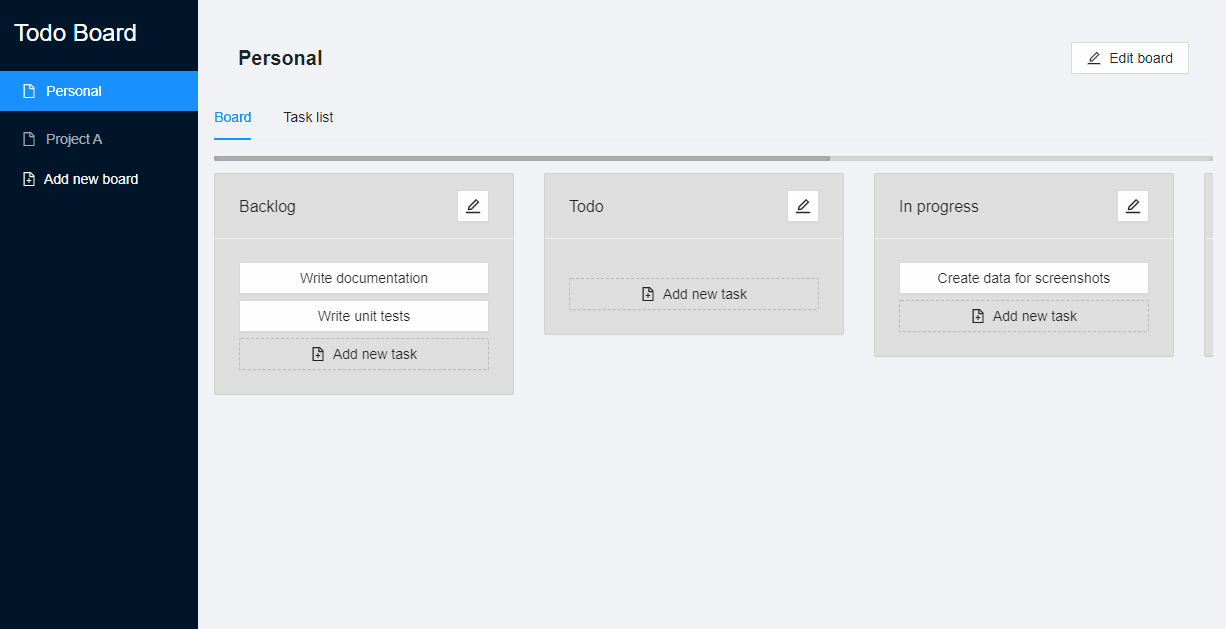 Todo Board
Personal
Project A
Add new board
Personal
Edit board
Board
Task list
Backlog
Write documentation
Write unit tests
Add new task
Todo
Add new task
In progress
Create data for screenshots
Add new task